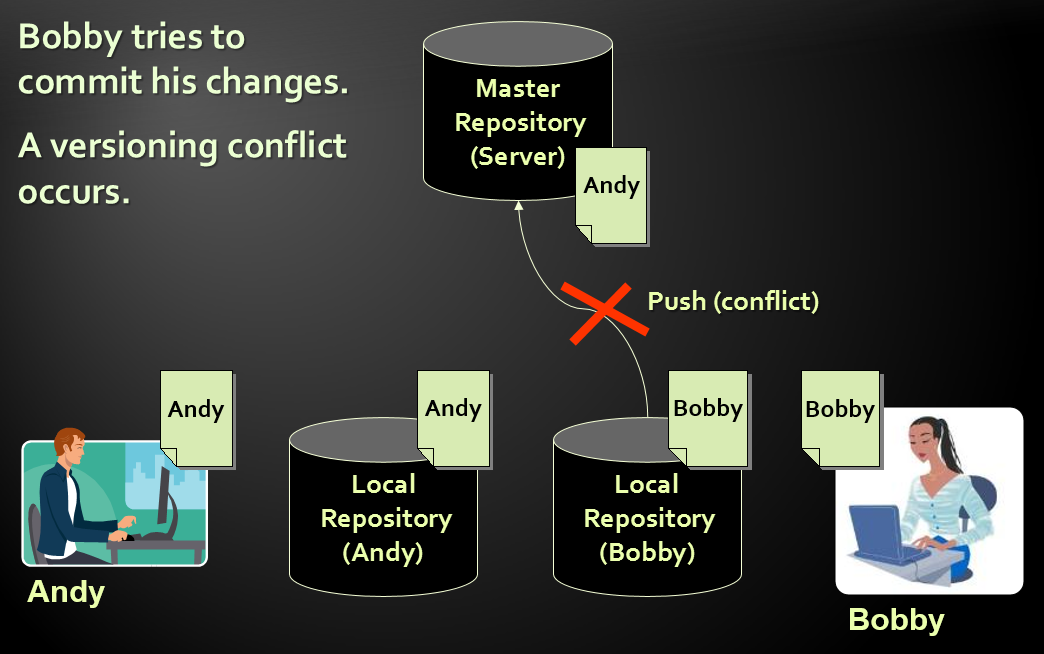 Bobby tries to
commit his changes.
A versioning conflict
occurs.
Master
Repository
(Server)
Andy
Push (conflict)
Andy
Andy
Bobby
Bobby
Local
Repository
(Andy)
Local
Repository
(Bobby)
Andy
Bobby